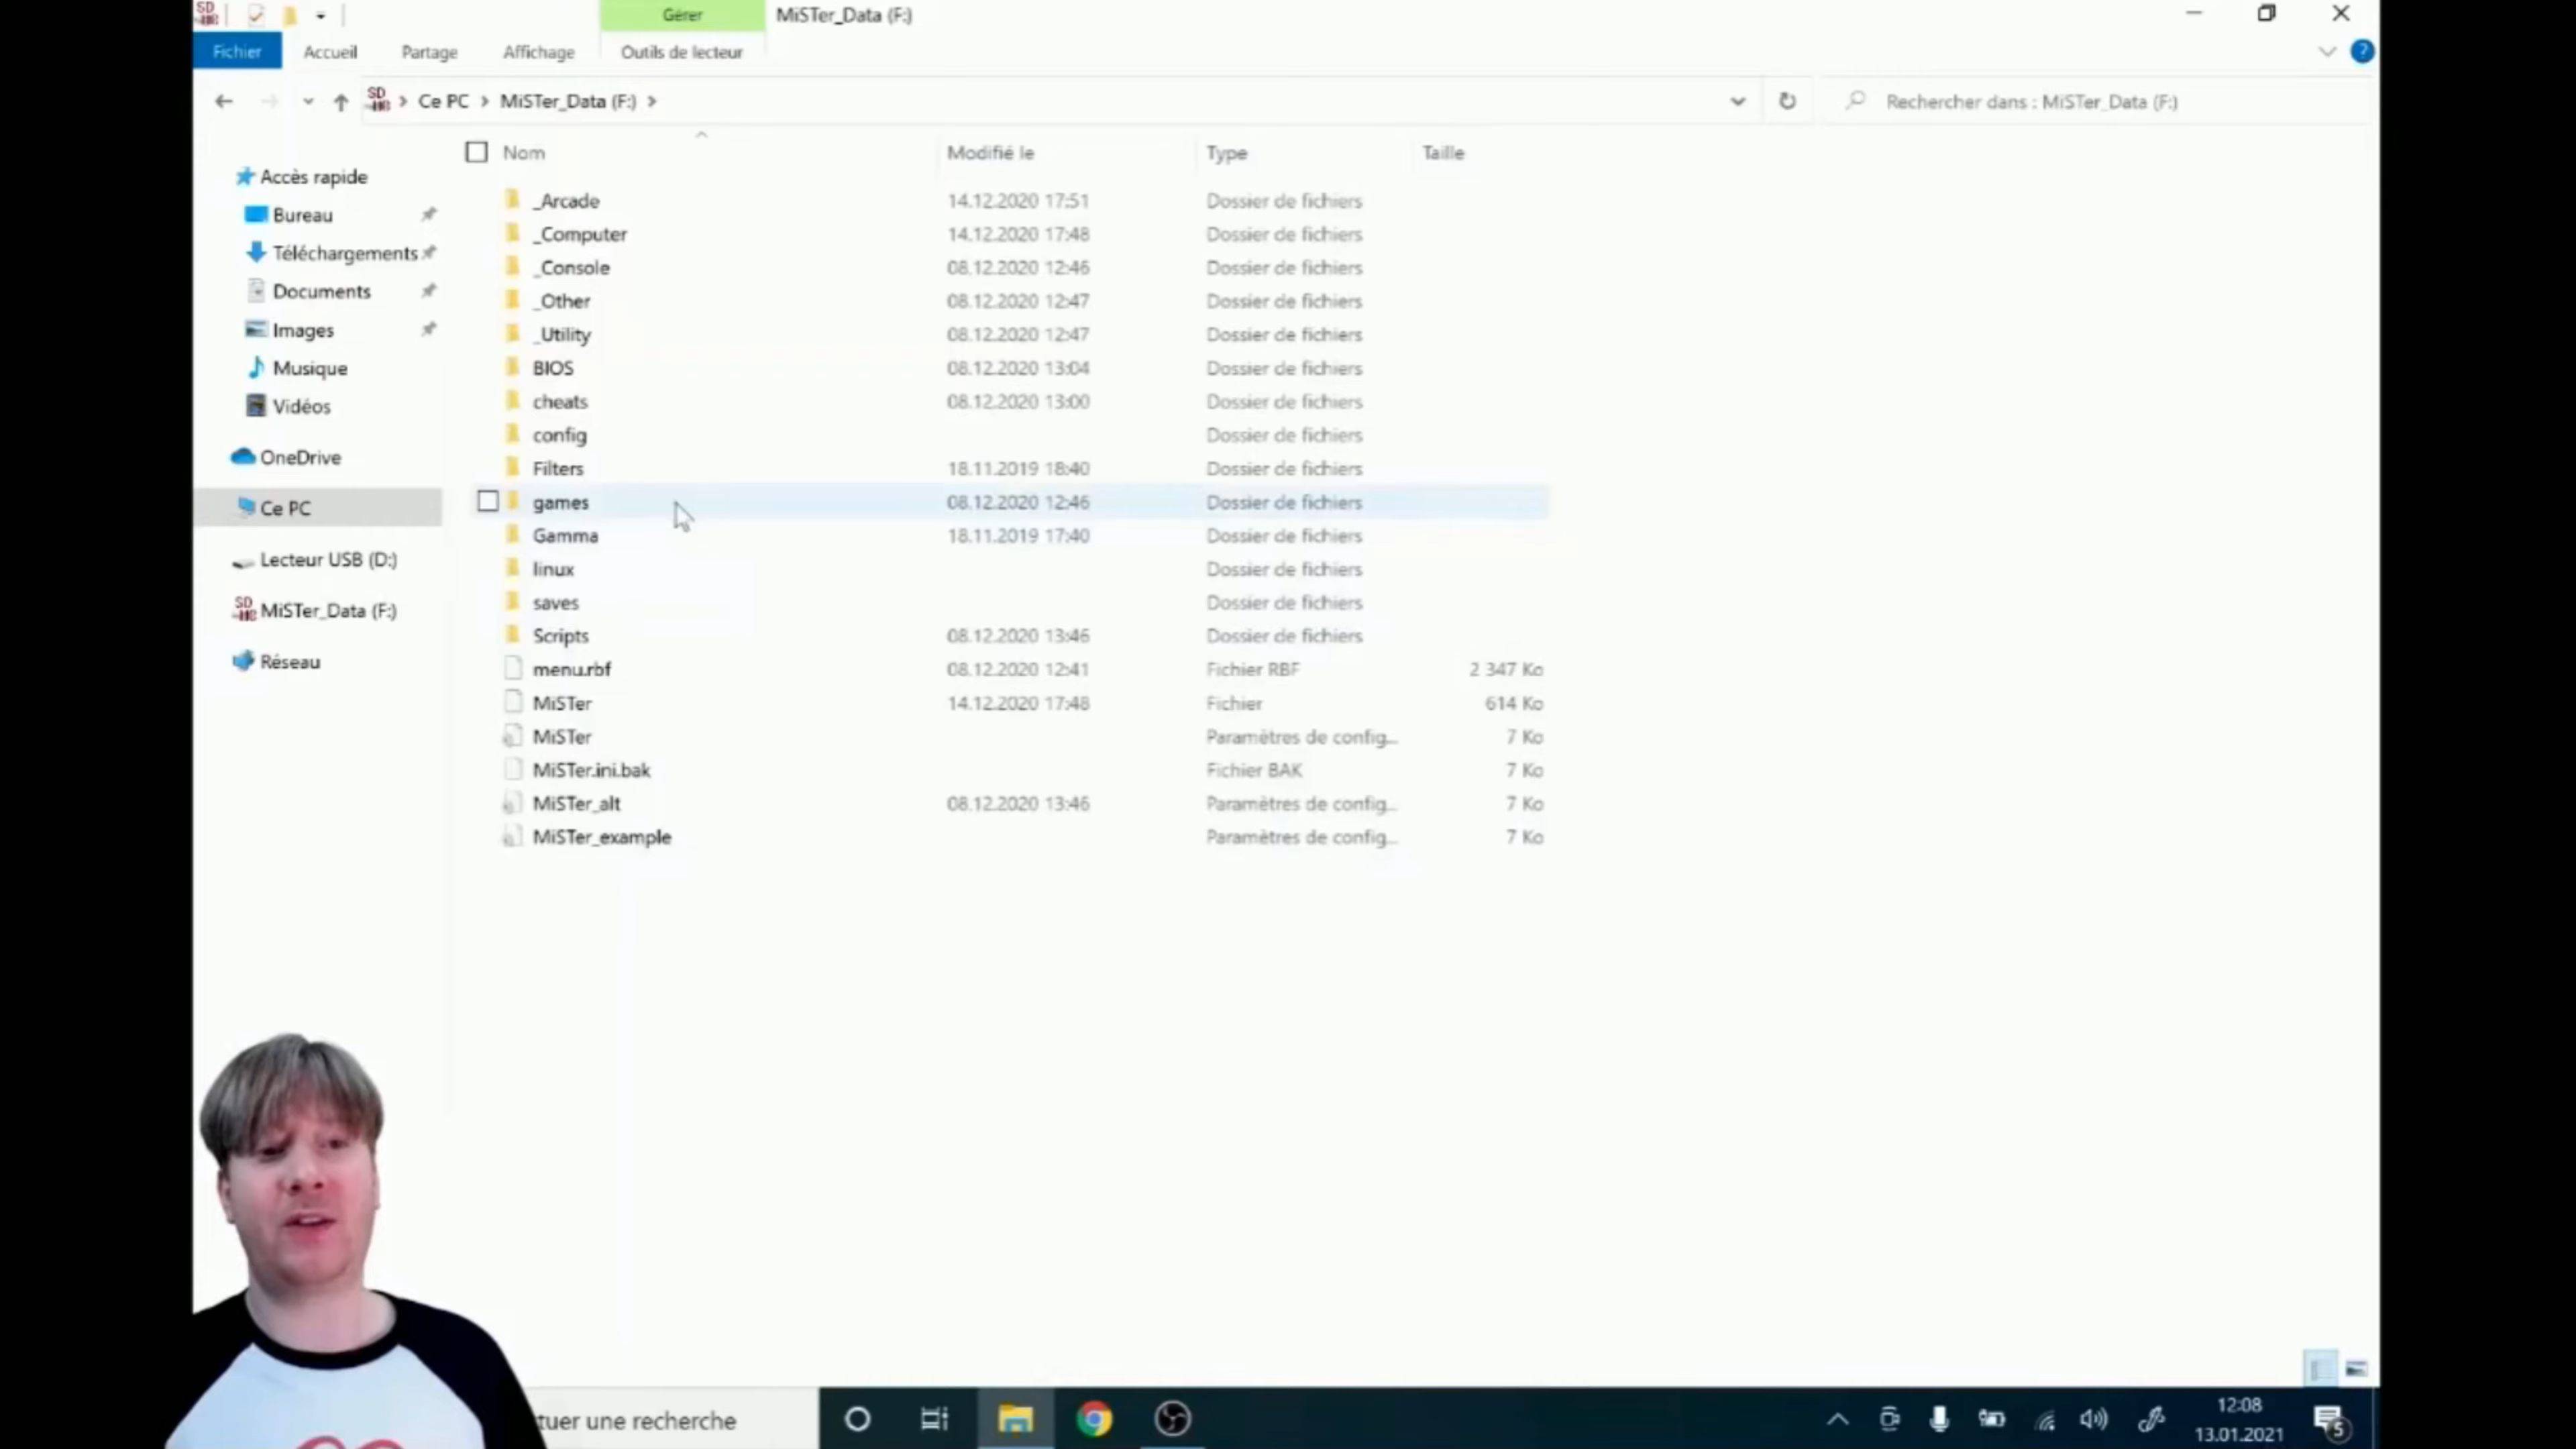 Gérer
MiSTer_Data (F:)
Fichier
Accueil
Partage
Affichage
Outils de lecteur
?
SD
Ce PC
MiSTer_Data (F:)
Rechercher dans : MiSTer_Data (F:)
Nom
Modifié le
Type
Taille
Accès rapide
Bureau
Téléchargements
Documents
Images
Musique
Vidéos
OneDrive
Ce PC
Lecteur USB (D:)
MiSTer_Data (F:)
Réseau
_Arcade 14.12.2020 17:51 Dossier de fichiers
_Computer 14.12.2020 17:48 Dossier de fichiers
_Console 08.12.2020 12:46 Dossier de fichiers
_Other 08.12.2020 12:47 Dossier de fichiers
_Utility 08.12.2020 12:47 Dossier de fichiers
BIOS 08.12.2020 13:04 Dossier de fichiers
cheats 08.12.2020 13:00 Dossier de fichiers
config Dossier de fichiers
Filters 18.11.2019 18:40 Dossier de fichiers
games 08.12.2020 12:46 Dossier de fichiers
Gamma 18.11.2019 17:40 Dossier de fichiers
linux Dossier de fichiers
saves Dossier de fichiers
Scripts 08.12.2020 13:46 Dossier de fichiers
menu.rbf 08.12.2020 12:41 Fichier RBF 2 347 Ko
MiSTer 14.12.2020 17:48 Fichier 614 Ko
MiSTer Paramètres de config... 7 Ko
MiSTer.ini.bak Fichier BAK 7 Ko
MiSTer_alt 08.12.2020 13:46 Paramètres de config... 7 Ko
MiSTer_example Paramètres de config... 7 Ko
tuer une recherche
12:08
13.01.2021
5